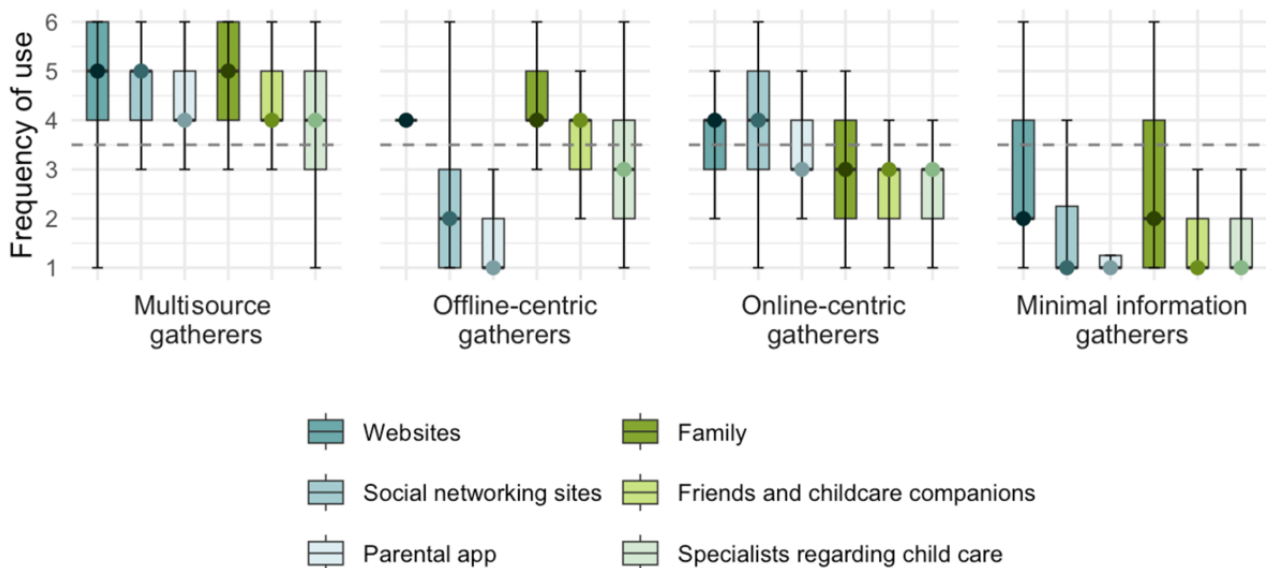 Frequency of use
6
5
4
3
2
1
Multisource
gatherers
Offline-centric
gatherers
Online-centric
gatherers
Minimal information
gatherers
Websites
Family
Social networking sites
Friends and childcare companions
Parental app
Specialists regarding child care